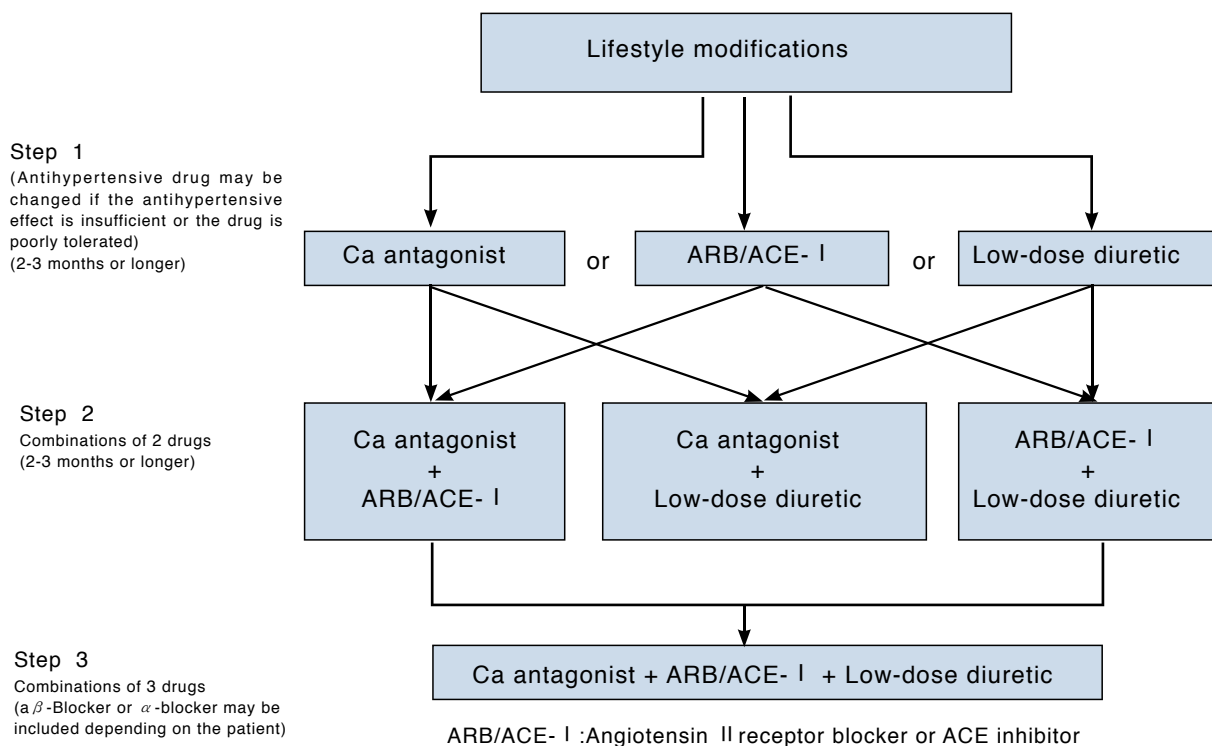 Lifestyle modifications
Step 1
(Antihypertensive drug may be
changed if the antihypertensive
effect is insufficient or the drug is
poorly tolerated)
(2-3 months or longer)
Ca antagonist
or
ARB/ACE- I
or
Low-dose diuretic
Step 2
Combinations of 2 drugs
(2-3 months or longer)
Ca antagonist
+
ARB/ACE- I
Ca antagonist
+
Low-dose diuretic
ARB/ACE- I
+
Low-dose diuretic
Step 3
Combinations of 3 drugs
(a β-Blocker or α-blocker may be
included depending on the patient)
Ca antagonist + ARB/ACE- I + Low-dose diuretic
ARB/ACE- I :Angiotensin II receptor blocker or ACE inhibitor